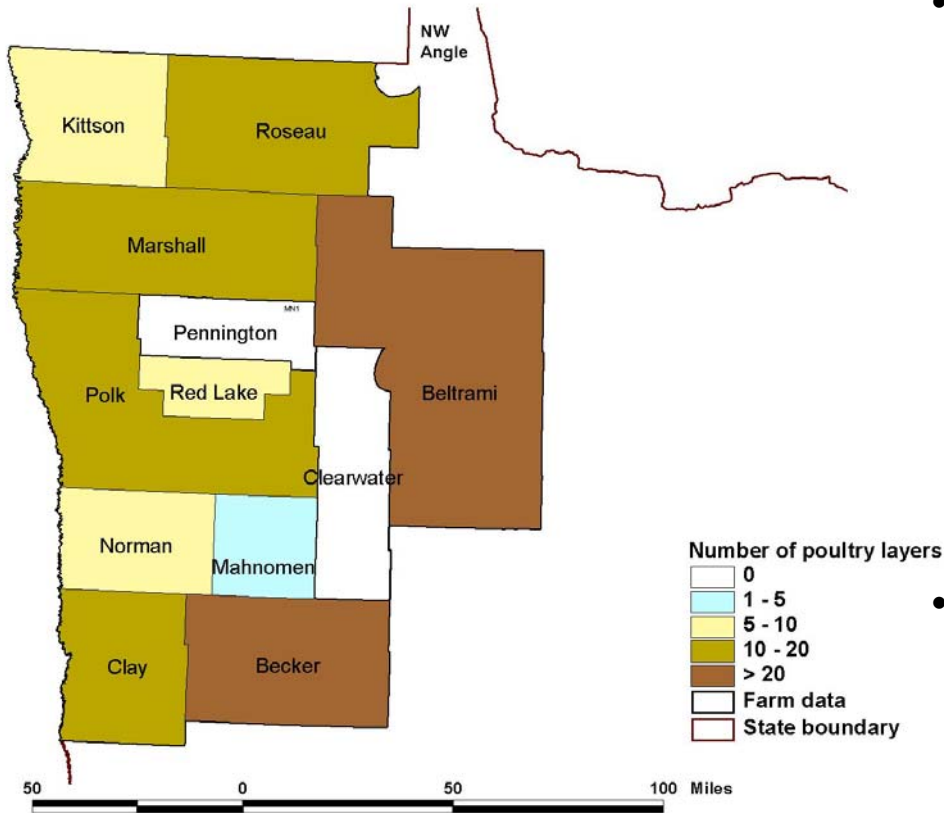 NW
Angle
Kittson
Roseau
Marshall
MN1
Pennington
Red Lake
Polk
Beltrami
Clearwater
Norman
Mahnomen
Clay
Becker
Number of poultry layers
0
1 - 5
5 - 10
10 - 20
> 20
Farm data
State boundary
50 0 50 100 Miles